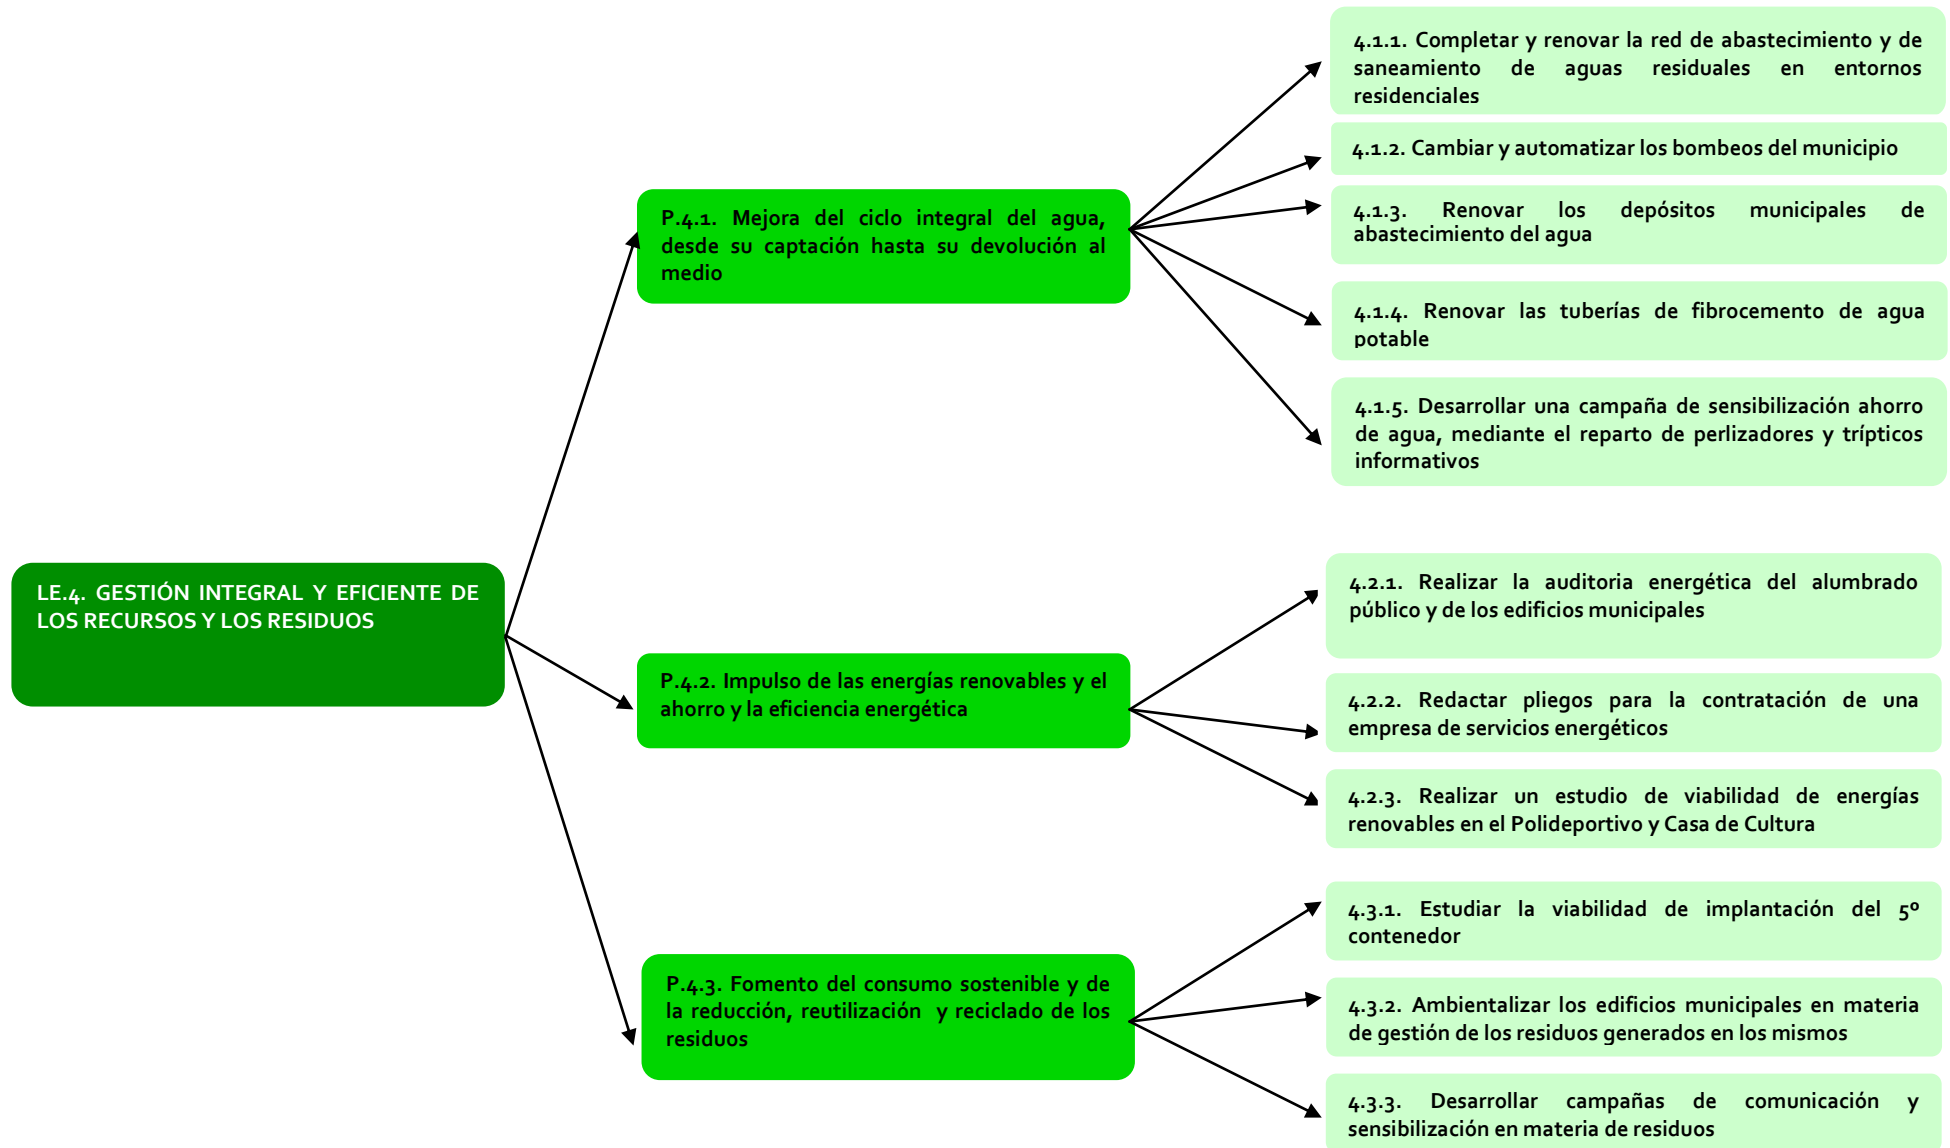 LE.4. GESTIÓN INTEGRAL Y EFICIENTE DE
LOS RECURSOS Y LOS RESIDUOS
P.4.1. Mejora del ciclo integral del agua,
desde su captación hasta su devolución al
medio
4.1.1. Completar y renovar la red de abastecimiento y de
saneamiento de aguas residuales en entornos
residenciales
4.1.2. Cambiar y automatizar los bombeos del municipio
4.1.3. Renovar los depósitos municipales de
abastecimiento del agua
4.1.4. Renovar las tuberías de fibrocemento de agua
potable
4.1.5. Desarrollar una campaña de sensibilización ahorro
de agua, mediante el reparto de perlizadores y trípticos
informativos
P.4.2. Impulso de las energías renovables y el
ahorro y la eficiencia energética
4.2.1. Realizar la auditoria energética del alumbrado
público y de los edificios municipales
4.2.2. Redactar pliegos para la contratación de una
empresa de servicios energéticos
4.2.3. Realizar un estudio de viabilidad de energías
renovables en el Polideportivo y Casa de Cultura
P.4.3. Fomento del consumo sostenible y de
la reducción, reutilización y reciclado de los
residuos
4.3.1. Estudiar la viabilidad de implantación del 5º
contenedor
4.3.2. Ambientalizar los edificios municipales en materia
de gestión de los residuos generados en los mismos
4.3.3. Desarrollar campañas de comunicación y
sensibilización en materia de residuos